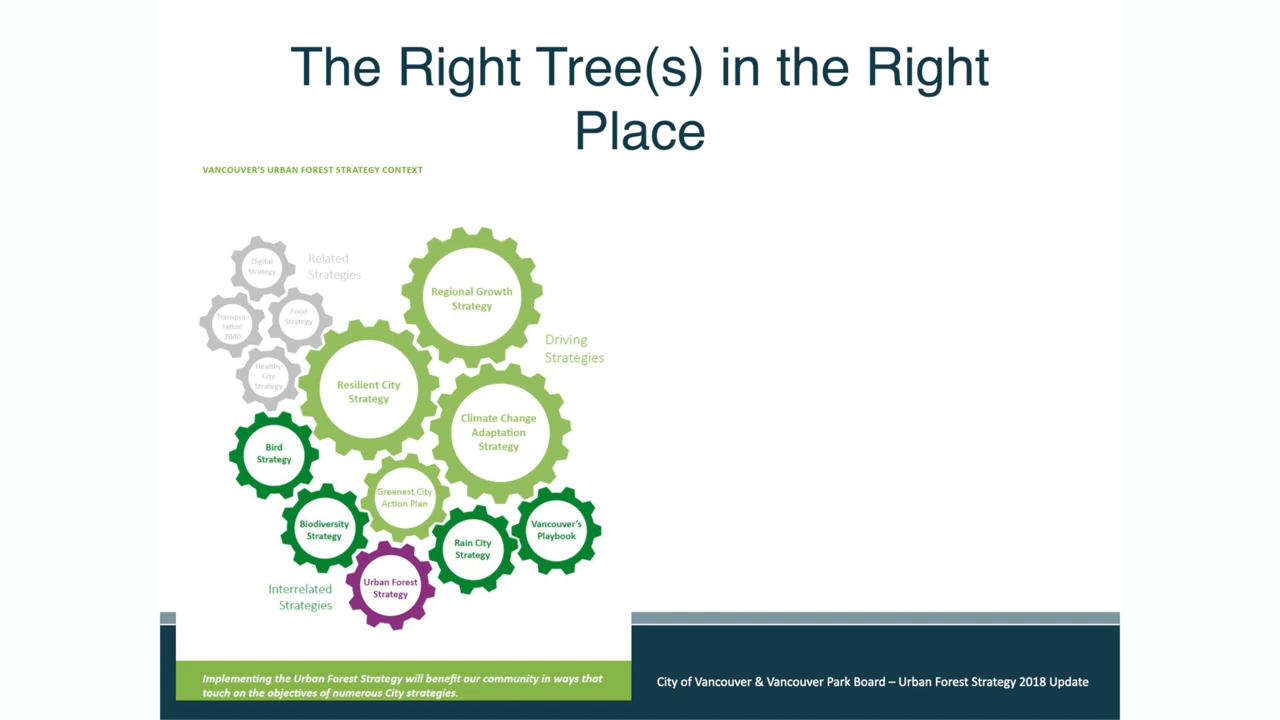 The Right Tree(s) in the Right
Place
VANCOUVER'S URBAN FOREST STRATEGY CONTEXT
Digital
Strategy
Related
Strategies
Transpor-
tation
2040
Food
Strategy
Healthy
City
Strategy
Regional Growth
Strategy
Driving
Strategies
Resilient City
Strategy
Climate Change
Adaptation
Strategy
Bird
Strategy
Greenest City
Action Plan
Biodiversity
Strategy
Rain City
Strategy
Vancouver's
Playbook
Urban Forest
Strategy
Interrelated
Strategies
Implementing the Urban Forest Strategy will benefit our community in ways that
touch on the objectives of numerous City strategies.
City of Vancouver & Vancouver Park Board – Urban Forest Strategy 2018 Update